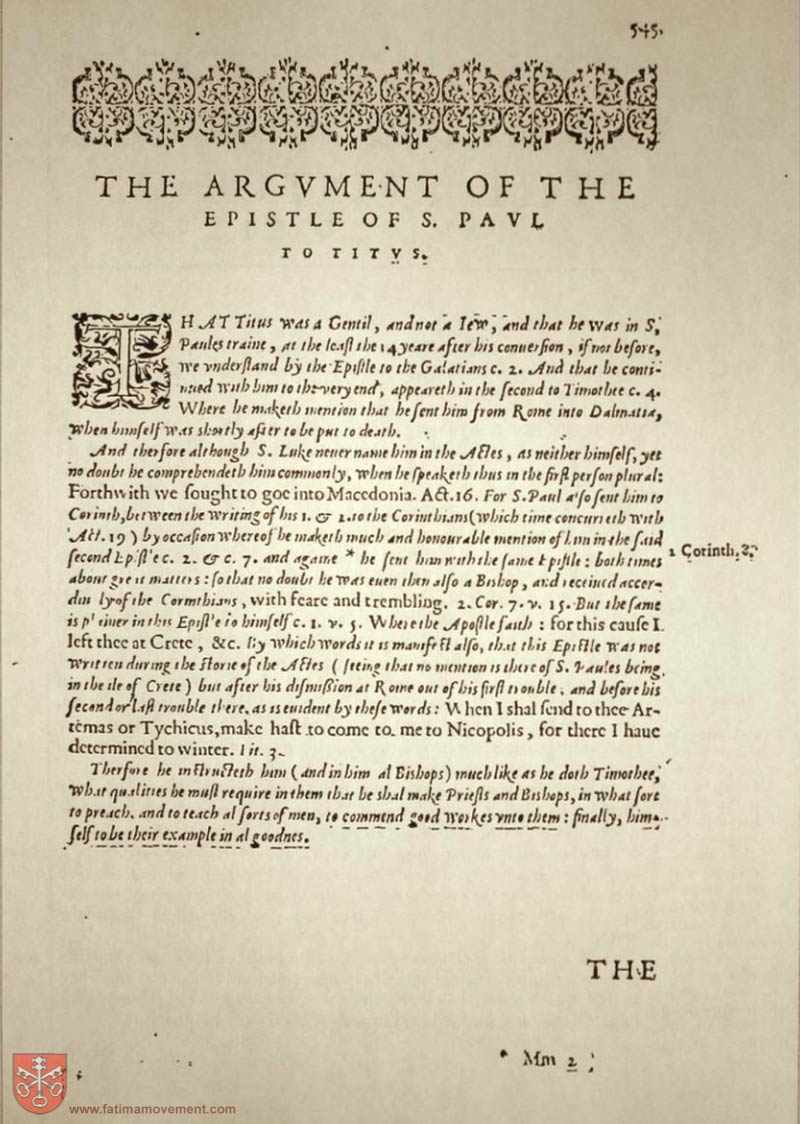 545.
THE ARGVMENT OF THE
EPISTLE OF S. PAVL
TO TITVS.
THAT Titus was a Gentil, and not a Iew, and that he was in S.
Paules traine, at the least the 14 yeare after his conuersion, if not before,
we vnderstand by the Epistle to the Galatians c. 2. And that he conti-
nued with him to the very end, appeareth in the second to Timothee c. 4.
Where he maketh mention that he sent him from Rome into Dalmatia,
when himself was shortly after to be put to death.
And therfore although S. Luke neuer name him in the Actes, as neither himself, yet
no doubt he comprehendeth him commonly, when he speaketh thus in the first person plural:
Forthwith we sought to goe into Macedonia. Act. 16. For S. Paul also sent him to
Corinth, between the writing of his 1. & 2. to the Corinthians (which time concurreth with
Act. 19) by occasion whereof he maketh much and honourable mention of him in the said
second Epistle c. 2. & c. 7. and againe * he sent him with the same Epistle: both times
about great matters: so that no doubt he was euen then also a Bishop, and receiued accor-
dinly of the Corinthians, with feare and trembling. 2. Cor. 7. v. 15. But the same
is plainer in this Epistle to himself c. 1. v. 5. Where the Apostle saith: for this cause I
left thee at Crete, &c. By which words it is manifest also, that this Epistle was not
written during the storie of the Actes (seeing that no mention is there of S. Paules being
in the ile of Crete) but after his dismission at Rome out of his first trouble, and before his
second or last trouble there, as is euident by these words: When I shal send to thee Ar-
temas or Tychicus, make hast to come to me to Nicopolis, for there I haue
determined to winter. Tit. 3.
Therfore he instructeth him (and in him al Bishops) much like as he doth Timothee,
what qualities he must require in them that he shal make Priests and Bishops, in what sort
to preach, and to teach al sorts of men, to commend good workes vnto them: finally, him-
self to be their example in al goodnes.
2 Corinth. 8.
THE
Mm 2
www.fatimamovement.com